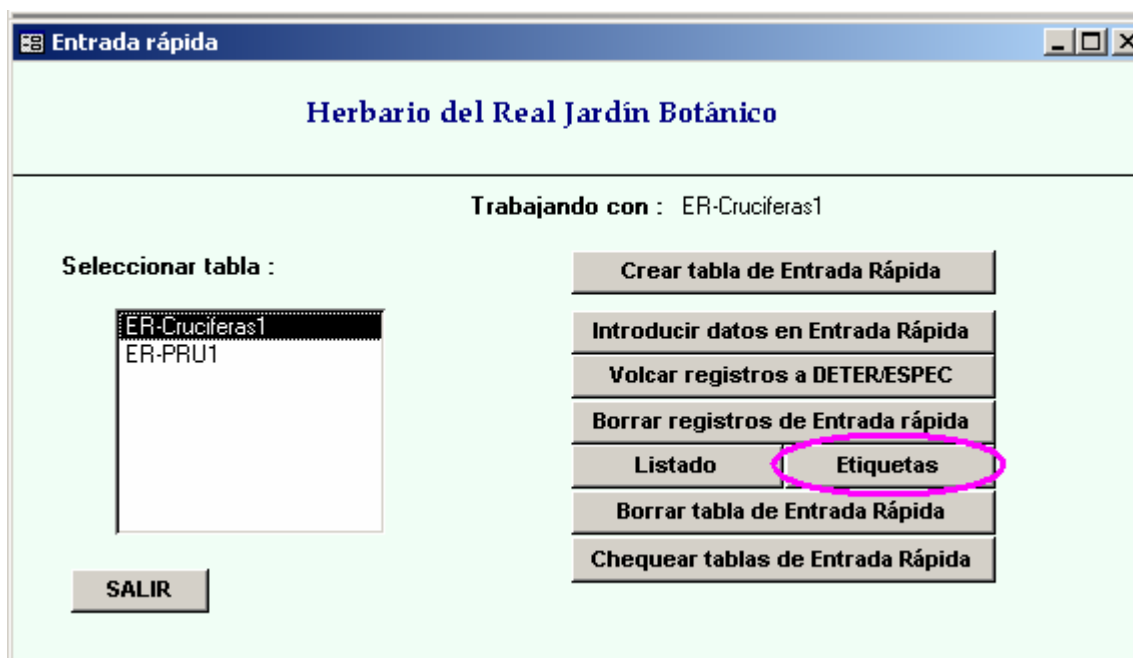 Entrada rápida
Herbario del Real Jardín Botánico
Trabajando con : ER-Cruciferas1
Seleccionar tabla :
ER-Cruciferas1
ER-PRU1
Crear tabla de Entrada Rápida
Introducir datos en Entrada Rápida
Volcar registros a DETER/ESPEC
Borrar registros de Entrada rápida
Listado Etiquetas
Borrar tabla de Entrada Rápida
Chequear tablas de Entrada Rápida
SALIR